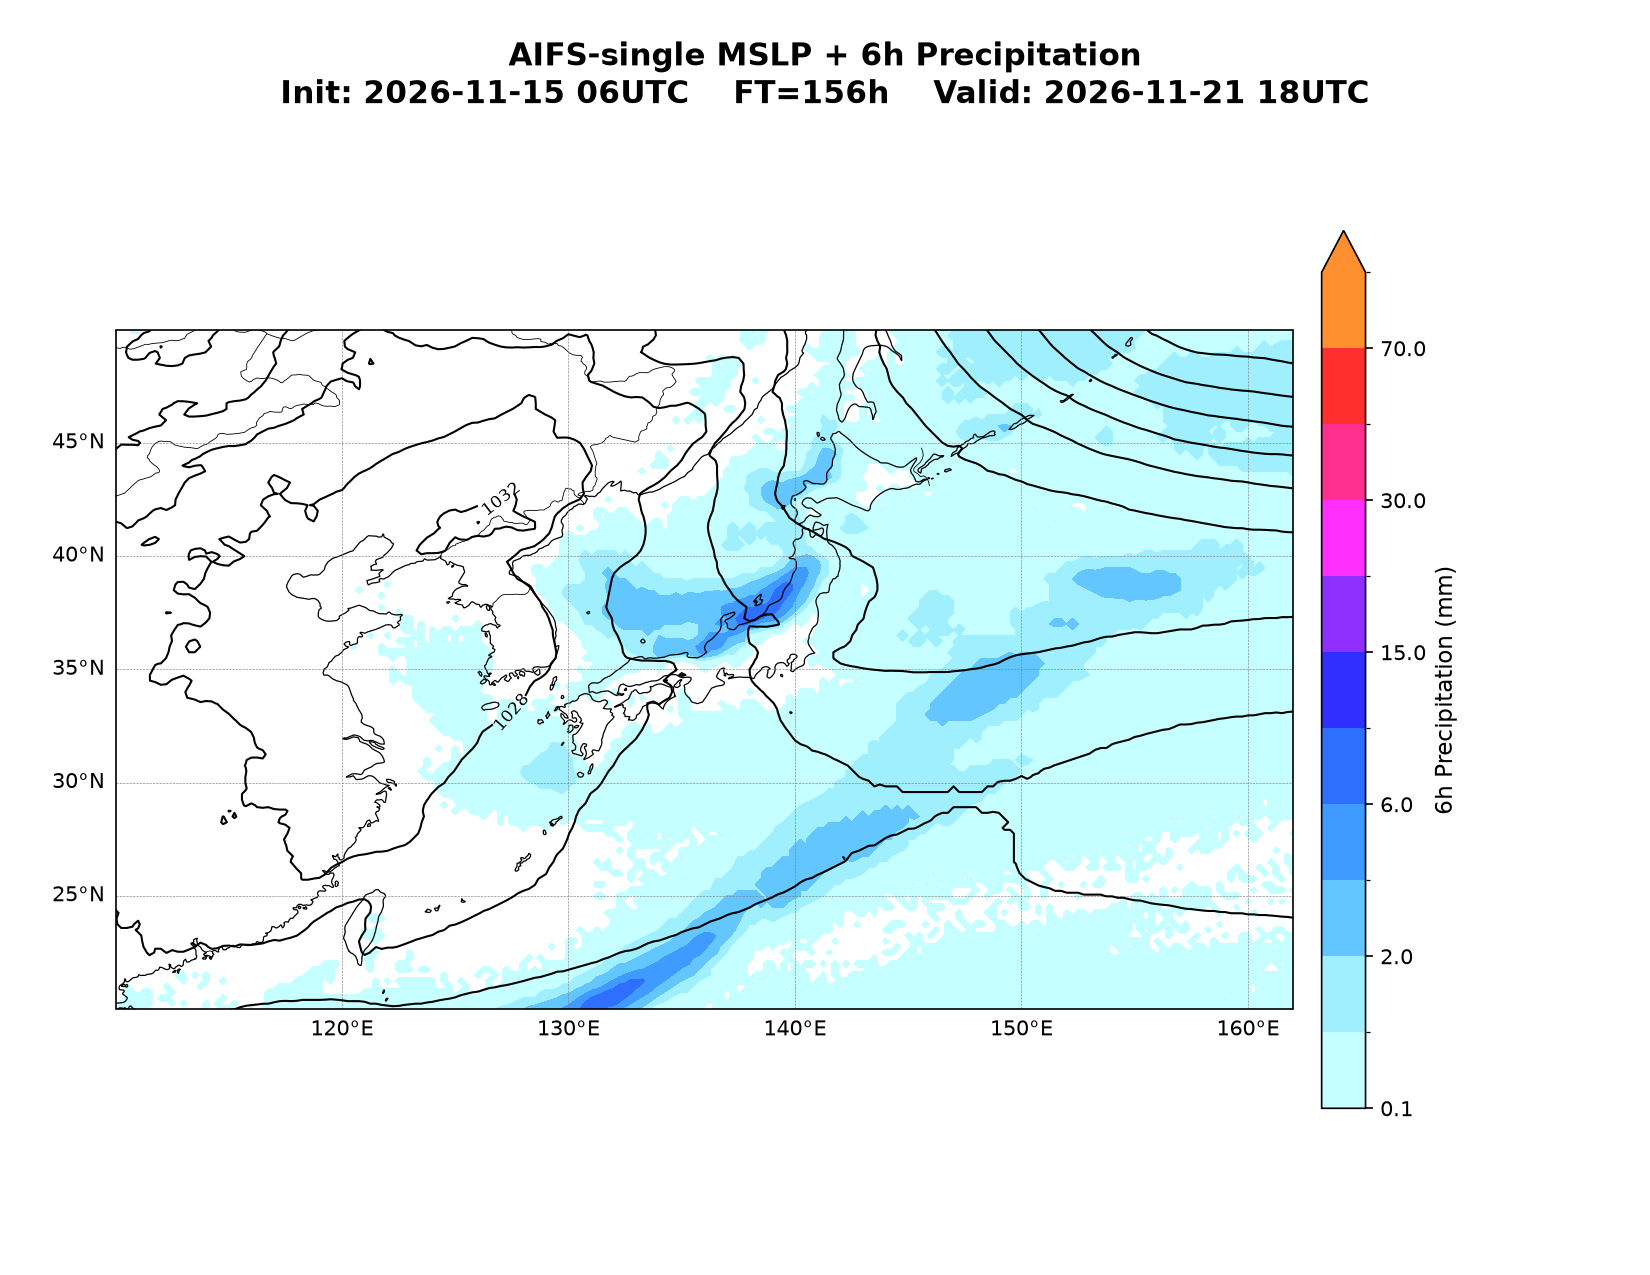 AIFS-single MSLP + 6h Precipitation
Init: 2026-11-15 06UTC    FT=156h    Valid: 2026-11-21 18UTC
70.0
30.0
15.0
6.0
2.0
0.1
6h Precipitation (mm)
45°N
40°N
35°N
30°N
25°N
1032
1028
120°E
130°E
140°E
150°E
160°E